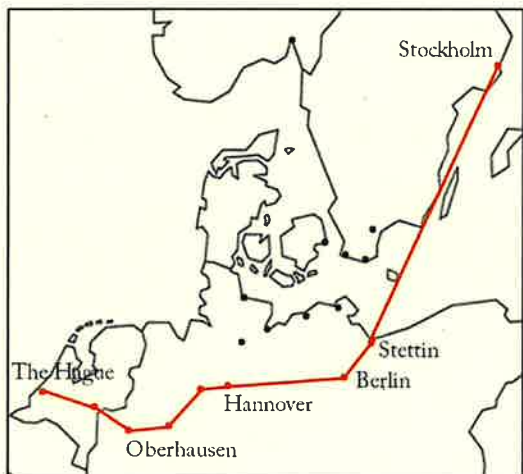 Stockholm
Stettin
The Hague
Berlin
Hannover
Oberhausen